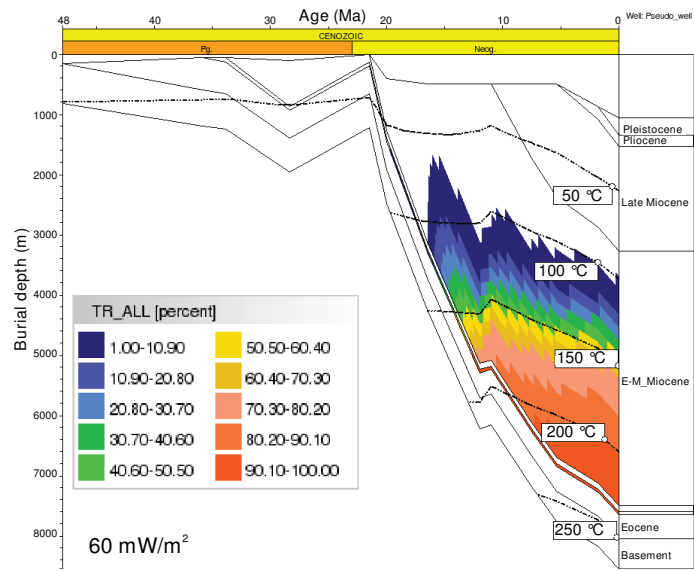 Age (Ma)
Well: Pseudo_well
48 40 30 20 10 0
CENOZOIC
Pg. Neog.
Burial depth (m)
0
1000
2000
3000
4000
5000
6000
7000
8000
Pleistocene
Pliocene
Late Miocene
E-M_Miocene
Eocene
Basement
50 °C
100 °C
150 °C
200 °C
250 °C
TR_ALL [percent]
1.00-10.90 50.50-60.40
10.90-20.80 60.40-70.30
20.80-30.70 70.30-80.20
30.70-40.60 80.20-90.10
40.60-50.50 90.10-100.00
60 mW/m²